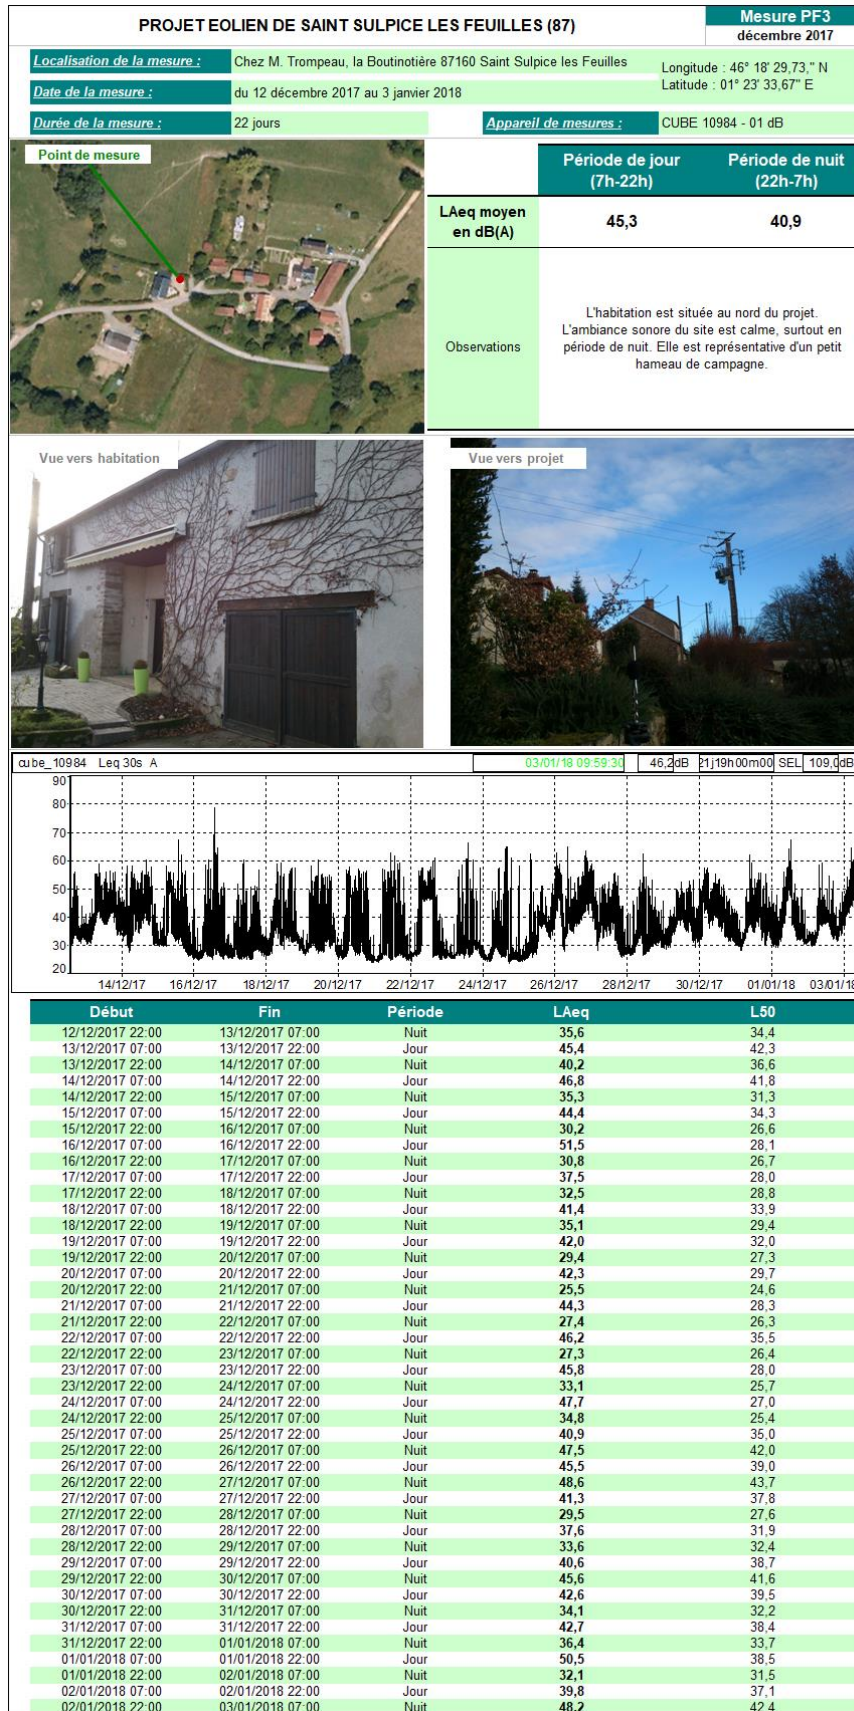 PROJET EOLIEN DE SAINT SULPICE LES FEUILLES (87)
Mesure PF3
décembre 2017
Localisation de la mesure :
Chez M. Trompeau, la Boutinotière 87160 Saint Sulpice les Feuilles
Longitude : 46° 18' 29,73," N
Latitude : 01° 23' 33,67" E
Date de la mesure :
du 12 décembre 2017 au 3 janvier 2018
Durée de la mesure :
22 jours
Appareil de mesures :
CUBE 10984 - 01 dB
Point de mesure
Période de jour (7h-22h)
Période de nuit (22h-7h)
LAeq moyen en dB(A)
45,3
40,9
Observations
L'habitation est située au nord du projet.
L'ambiance sonore du site est calme, surtout en
période de nuit. Elle est représentative d'un petit
hameau de campagne.
Vue vers habitation
Vue vers projet
cube_10984 Leq 30s A 03/01/18 09:59:30 46,2dB 21j19h00m00 SEL 109,0dB
90
80
70
60
50
40
30
20
14/12/17 16/12/17 18/12/17 20/12/17 22/12/17 24/12/17 26/12/17 28/12/17 30/12/17 01/01/18 03/01/18
Début Fin Période LAeq L50
12/12/2017 22:00 13/12/2017 07:00 Nuit 35,6 34,4
13/12/2017 07:00 13/12/2017 22:00 Jour 45,4 42,3
13/12/2017 22:00 14/12/2017 07:00 Nuit 40,2 36,6
14/12/2017 07:00 14/12/2017 22:00 Jour 46,8 41,8
14/12/2017 22:00 15/12/2017 07:00 Nuit 35,3 31,3
15/12/2017 07:00 15/12/2017 22:00 Jour 44,4 34,3
15/12/2017 22:00 16/12/2017 07:00 Nuit 30,2 26,6
16/12/2017 07:00 16/12/2017 22:00 Jour 51,5 28,1
16/12/2017 22:00 17/12/2017 07:00 Nuit 30,8 26,7
17/12/2017 07:00 17/12/2017 22:00 Jour 37,5 28,0
17/12/2017 22:00 18/12/2017 07:00 Nuit 32,5 28,8
18/12/2017 07:00 18/12/2017 22:00 Jour 41,4 33,9
18/12/2017 22:00 19/12/2017 07:00 Nuit 35,1 29,4
19/12/2017 07:00 19/12/2017 22:00 Jour 42,0 32,0
19/12/2017 22:00 20/12/2017 07:00 Nuit 29,4 27,3
20/12/2017 07:00 20/12/2017 22:00 Jour 42,3 29,7
20/12/2017 22:00 21/12/2017 07:00 Nuit 25,5 24,6
21/12/2017 07:00 21/12/2017 22:00 Jour 44,3 28,3
21/12/2017 22:00 22/12/2017 07:00 Nuit 27,4 26,3
22/12/2017 07:00 22/12/2017 22:00 Jour 46,2 35,5
22/12/2017 22:00 23/12/2017 07:00 Nuit 27,3 26,4
23/12/2017 07:00 23/12/2017 22:00 Jour 45,8 28,0
23/12/2017 22:00 24/12/2017 07:00 Nuit 33,1 25,7
24/12/2017 07:00 24/12/2017 22:00 Jour 47,7 27,0
24/12/2017 22:00 25/12/2017 07:00 Nuit 34,8 25,4
25/12/2017 07:00 25/12/2017 22:00 Jour 40,9 35,0
25/12/2017 22:00 26/12/2017 07:00 Nuit 47,5 42,0
26/12/2017 07:00 26/12/2017 22:00 Jour 45,5 39,0
26/12/2017 22:00 27/12/2017 07:00 Nuit 48,6 43,7
27/12/2017 07:00 27/12/2017 22:00 Jour 41,3 37,8
27/12/2017 22:00 28/12/2017 07:00 Nuit 29,5 27,6
28/12/2017 07:00 28/12/2017 22:00 Jour 37,6 31,9
28/12/2017 22:00 29/12/2017 07:00 Nuit 33,6 32,4
29/12/2017 07:00 29/12/2017 22:00 Jour 40,6 38,7
29/12/2017 22:00 30/12/2017 07:00 Nuit 45,6 41,6
30/12/2017 07:00 30/12/2017 22:00 Jour 42,6 39,5
30/12/2017 22:00 31/12/2017 07:00 Nuit 34,1 32,2
31/12/2017 07:00 31/12/2017 22:00 Jour 42,7 38,4
31/12/2017 22:00 01/01/2018 07:00 Nuit 36,4 33,7
01/01/2018 07:00 01/01/2018 22:00 Jour 50,5 38,5
01/01/2018 22:00 02/01/2018 07:00 Nuit 32,1 31,5
02/01/2018 07:00 02/01/2018 22:00 Jour 39,8 37,1
02/01/2018 22:00 03/01/2018 07:00 Nuit 48,2 42,4